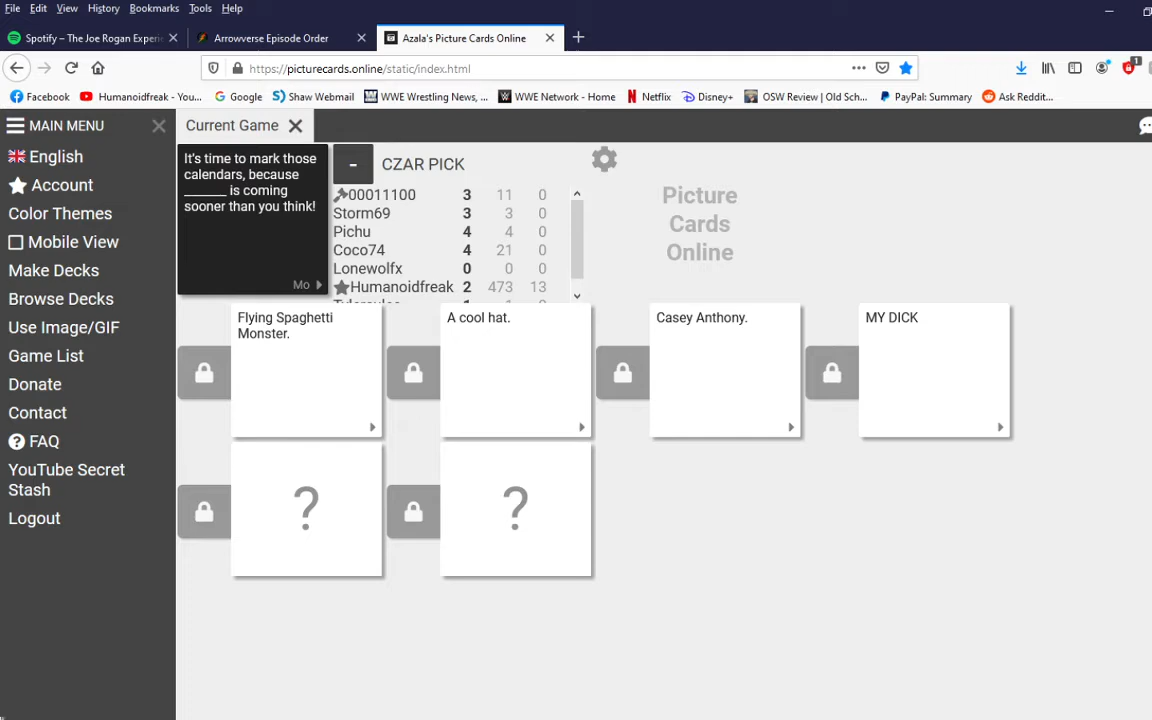 File Edit View History Bookmarks Tools Help
Spotify – The Joe Rogan Experi
Arrowverse Episode Order
Azala's Picture Cards Online
https://picturecards.online/static/index.html
1
Facebook
Humanoidfreak - You...
Google
Shaw Webmail
WWE Wrestling News, ...
WWE Network - Home
Netflix
Disney+
OSW Review | Old Sch...
PayPal: Summary
Ask Reddit...
MAIN MENU
English
Account
Color Themes
Mobile View
Make Decks
Browse Decks
Use Image/GIF
Game List
Donate
Contact
FAQ
YouTube Secret
Stash
Logout
Current Game
It's time to mark those
calendars, because
______ is coming
sooner than you think!
Mo
-
CZAR PICK
00011100 3 11 0
Storm69 3 3 0
Pichu 4 4 0
Coco74 4 21 0
Lonewolfx 0 0 0
Humanoidfreak 2 473 13
Picture
Cards
Online
Flying Spaghetti
Monster.
A cool hat.
Casey Anthony.
MY DICK
?
?